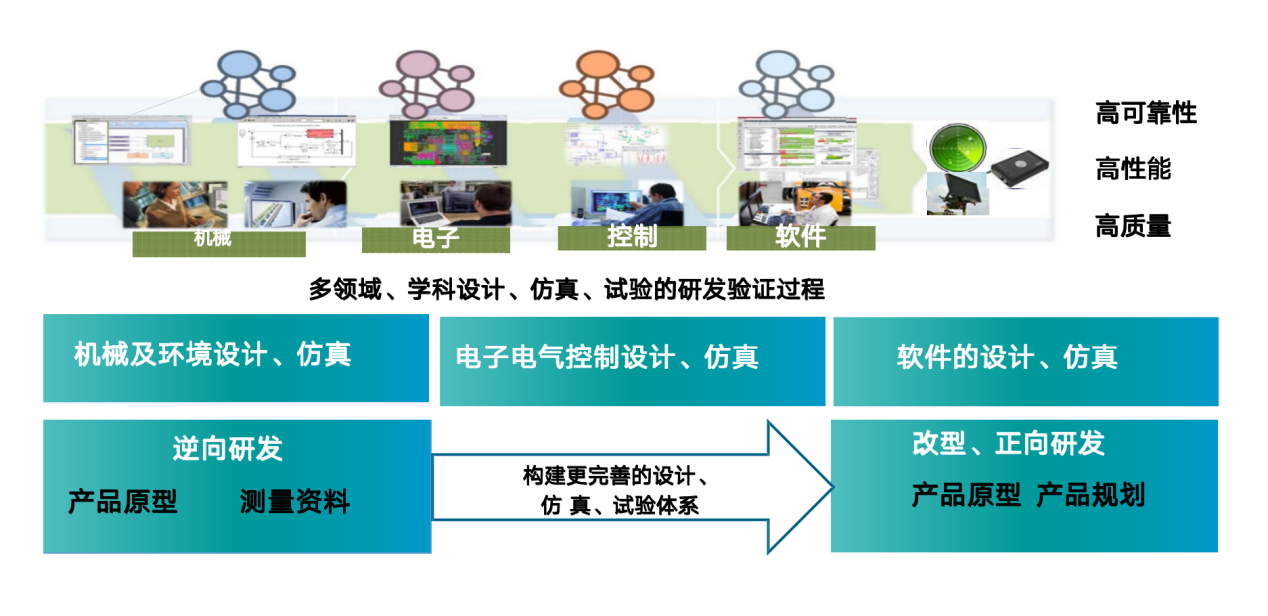 高可靠性
高性能
高质量
机械
电子
控制
软件
多领域、学科设计、仿真、试验的研发验证过程
机械及环境设计、仿真
电子电气控制设计、仿真
软件的设计、仿真
逆向研发
产品原型 测量资料
构建更完善的设计、
仿 真、试验体系
改型、正向研发
产品原型 产品规划